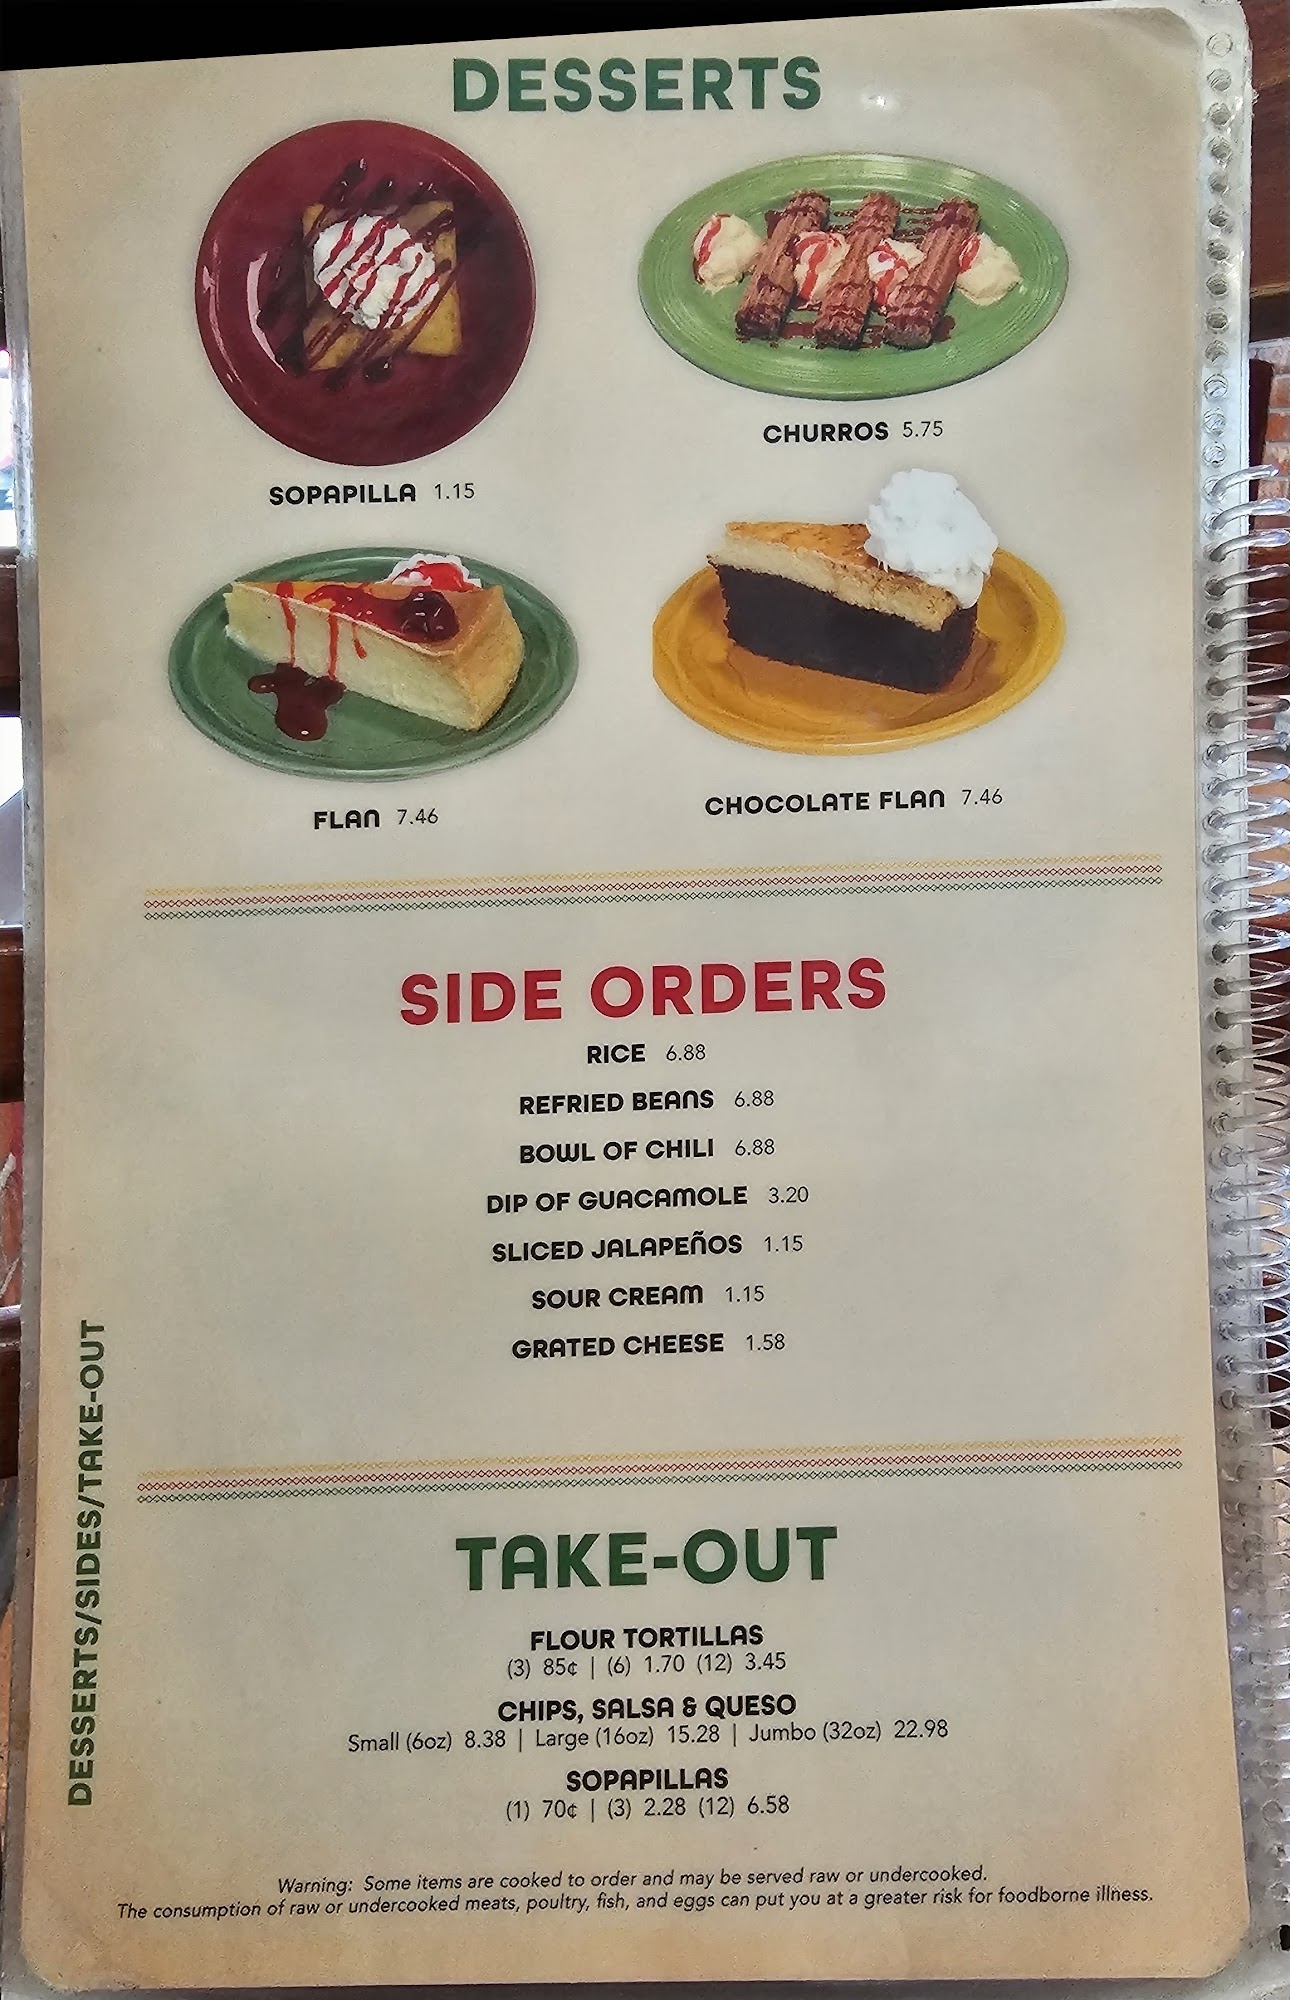 DESSERTS
SOPAPILLA 1.15
CHURROS 5.75
FLAN 7.46
CHOCOLATE FLAN 7.46
SIDE ORDERS
RICE 6.88
REFRIED BEANS 6.88
BOWL OF CHILI 6.88
DIP OF GUACAMOLE 3.20
SLICED JALAPEÑOS 1.15
SOUR CREAM 1.15
GRATED CHEESE 1.58
DESSERTS/SIDES/TAKE-OUT
TAKE-OUT
FLOUR TORTILLAS
(3) 85¢ | (6) 1.70 (12) 3.45
CHIPS, SALSA & QUESO
Small (6oz) 8.38 | Large (16oz) 15.28 | Jumbo (32oz) 22.98
SOPAPILLAS
(1) 70¢ | (3) 2.28 (12) 6.58
Warning: Some items are cooked to order and may be served raw or undercooked.
The consumption of raw or undercooked meats, poultry, fish, and eggs can put you at a greater risk for foodborne illness.